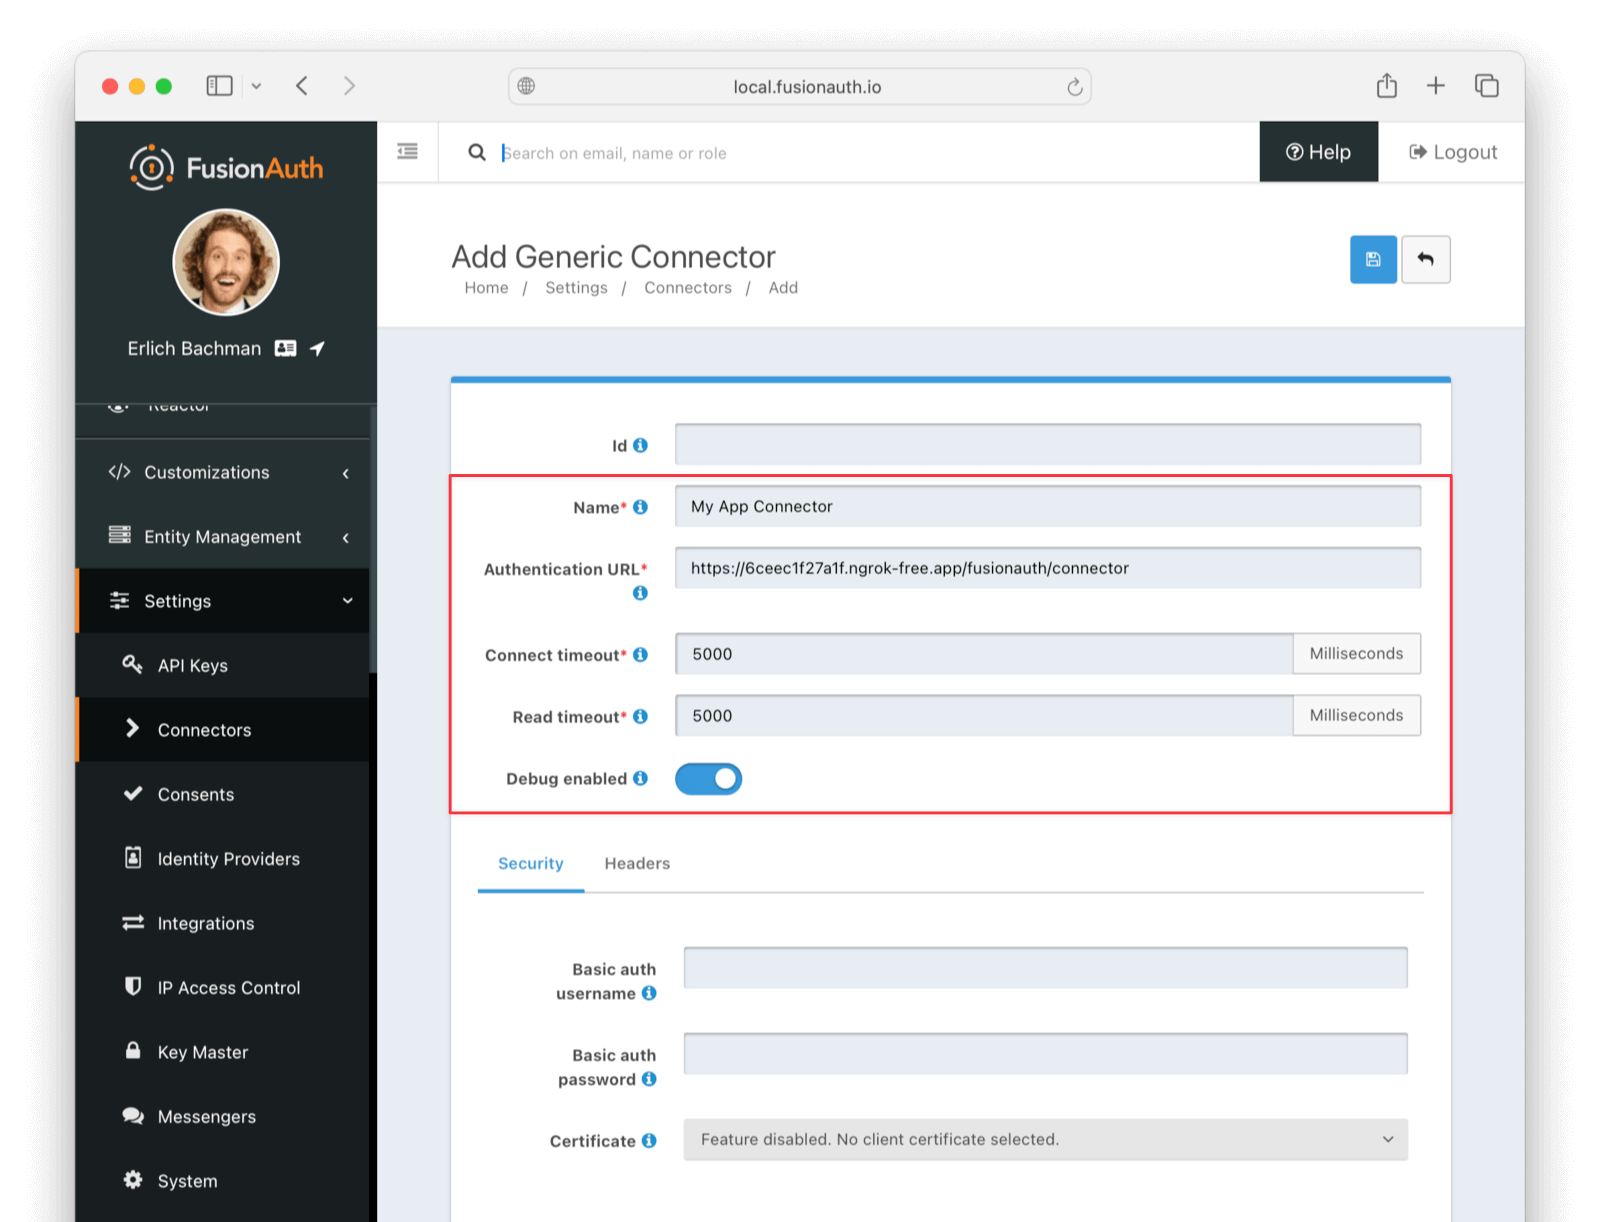 local.fusionauth.io
FusionAuth
Search on email, name or role
Help
Logout
Erlich Bachman
Reactor
Customizations
Entity Management
Settings
API Keys
Connectors
Consents
Identity Providers
Integrations
IP Access Control
Key Master
Messengers
System
Add Generic Connector
Home / Settings / Connectors / Add
Id
Name* My App Connector
Authentication URL* https://6ceec1f27a1f.ngrok-free.app/fusionauth/connector
Connect timeout* 5000 Milliseconds
Read timeout* 5000 Milliseconds
Debug enabled
Security Headers
Basic auth
username
Basic auth
password
Certificate Feature disabled. No client certificate selected.